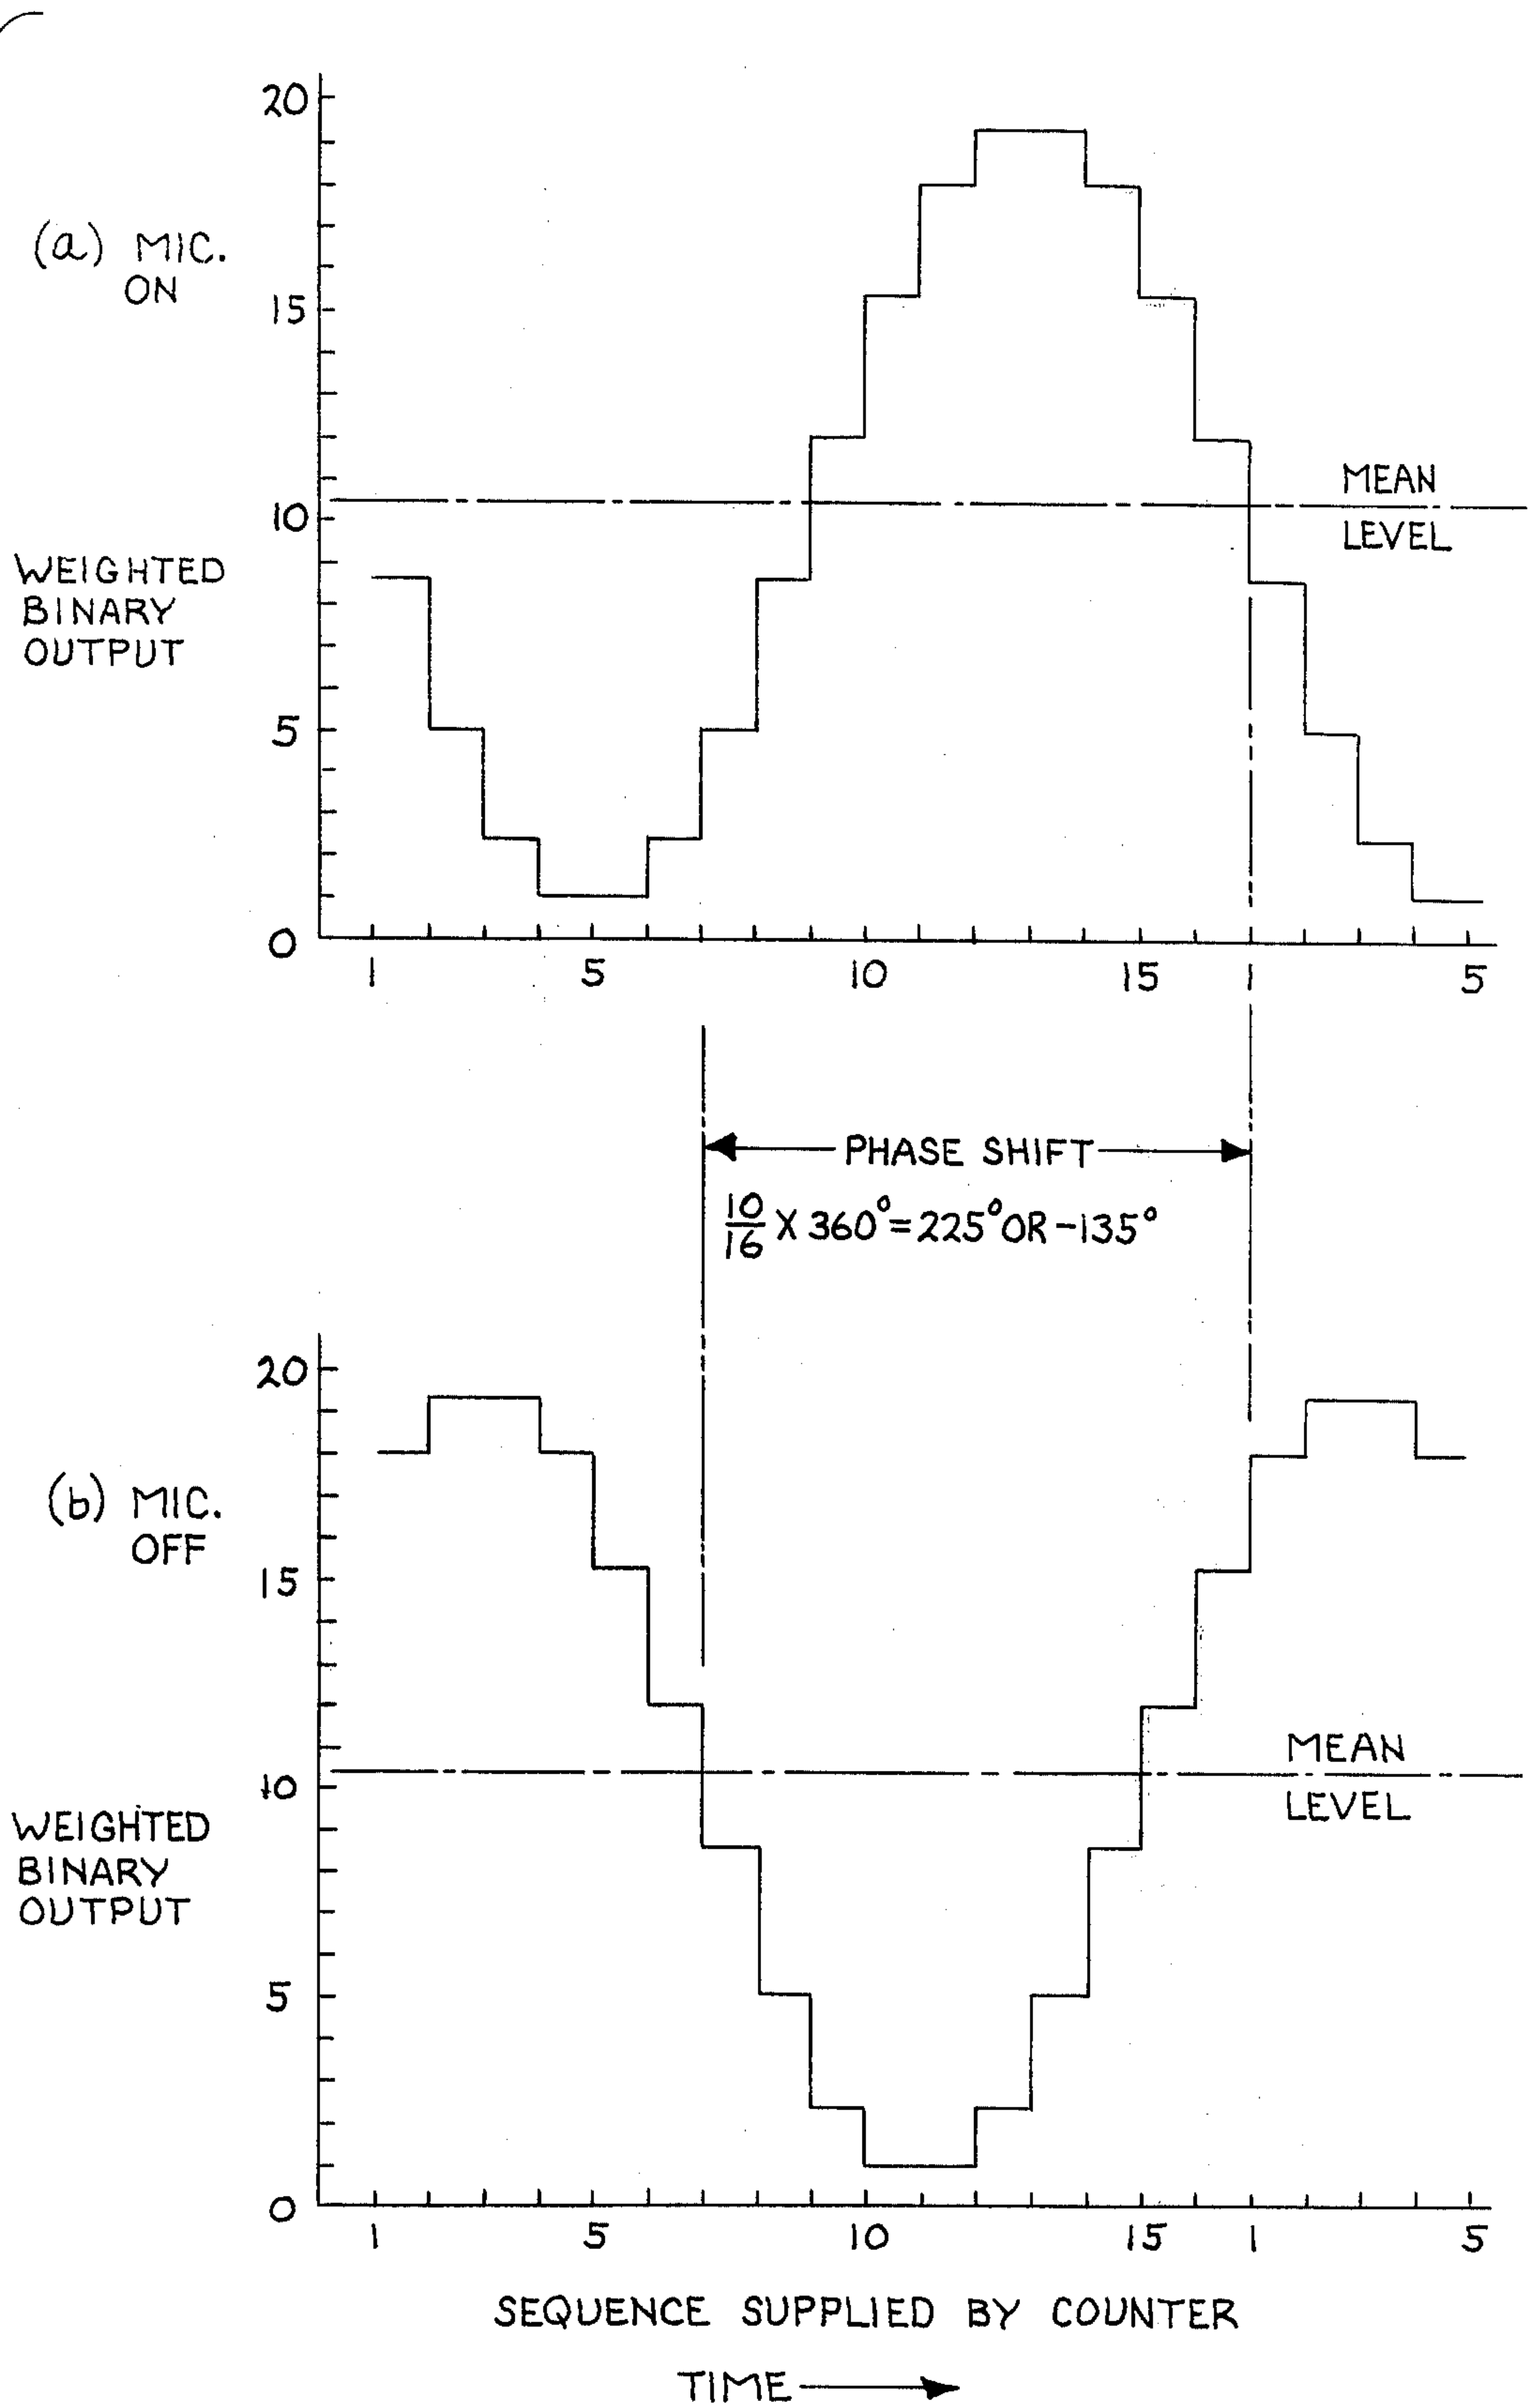 20
(a) MIC.
ON
15
MEAN
10
LEVEL
WEIGHTED
BINARY
OUTPUT
5
0
1 5 10 15 1 5
PHASE SHIFT
10/16 X 360° = 225° OR -135°
20
(b) MIC.
OFF
15
MEAN
10
LEVEL
WEIGHTED
BINARY
OUTPUT
5
0
1 5 10 15 1 5
SEQUENCE SUPPLIED BY COUNTER
TIME